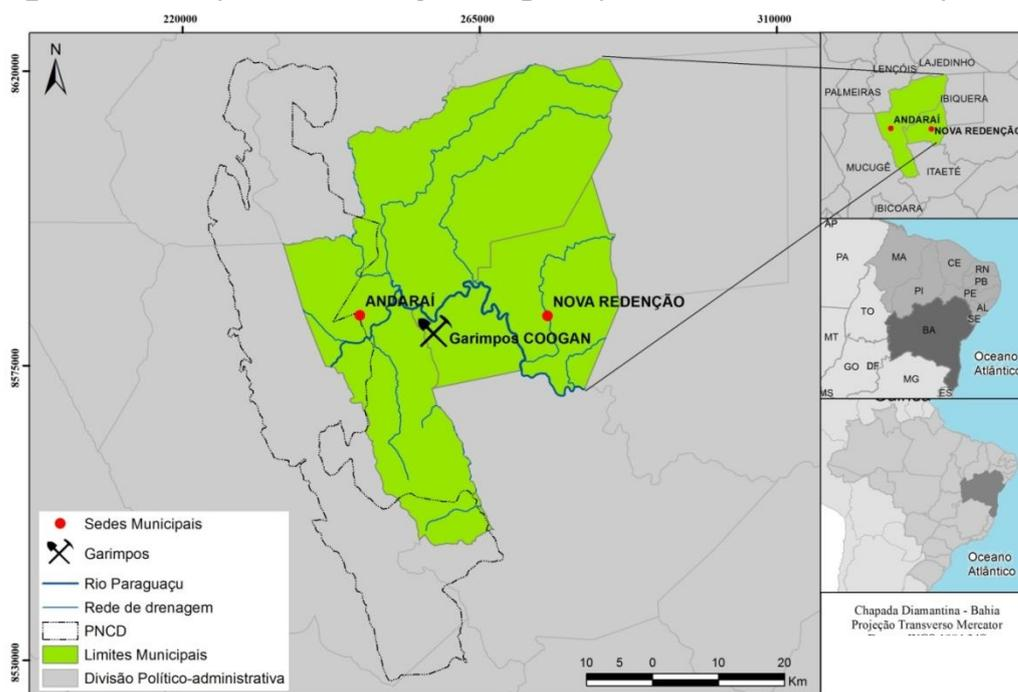 220000
265000
310000
8620000
8575000
8530000
N
ANDARAÍ
NOVA REDENÇÃO
Garimpos COOGAN
Sedes Municipais
Garimpos
Rio Paraguaçu
Rede de drenagem
PNCD
Limites Municipais
Divisão Político-administrativa
10 5 0 10 20
Km
LENÇÓIS
LAJEDINHO
PALMEIRAS
IBIQUERA
ANDARAÍ
NOVA REDENÇÃO
MUCUGÊ
ITAETÉ
IBICOARA
AP
PA
MA
CE
RN
PB
PI
PE
AL
SE
TO
BA
MT
GO
DF
MG
MS
ES
Oceano
Atlântico
Oceano
Atlântico
Chapada Diamantina - Bahia
Projeção Transverso Mercator